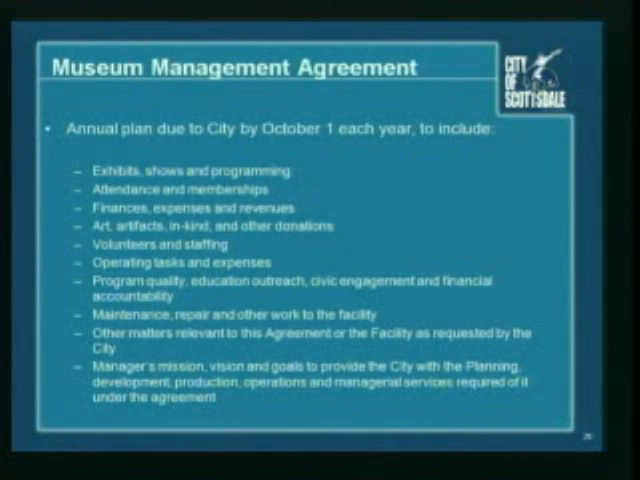 Museum Management Agreement
CITY
OF
SCOTTSDALE
• Annual plan due to City by October 1 each year, to include:
– Exhibits, shows and programming
– Attendance and memberships
– Finances, expenses and revenues
– Art, artifacts, in-kind, and other donations
– Volunteers and staffing
– Operating tasks and expenses
– Program quality, education outreach, civic engagement and financial
accountability
– Maintenance, repair and other work to the facility
– Other matters relevant to this Agreement or the Facility as requested by the
City
– Manager's mission, vision and goals to provide the City with the Planning,
development, production, operations and managerial services required of it
under the agreement